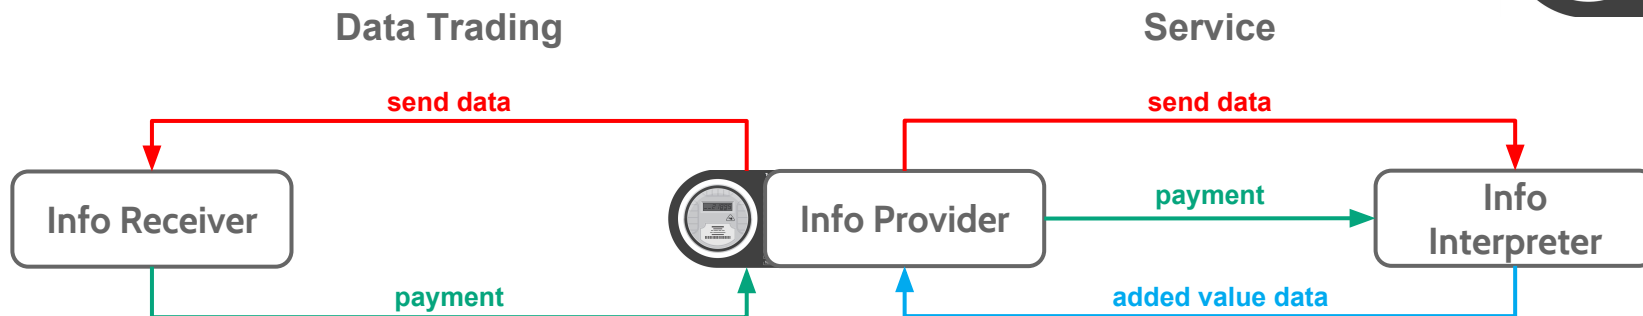 Data Trading
Service
send data
send data
Info Receiver
Info Provider
payment
Info
Interpreter
payment
added value data